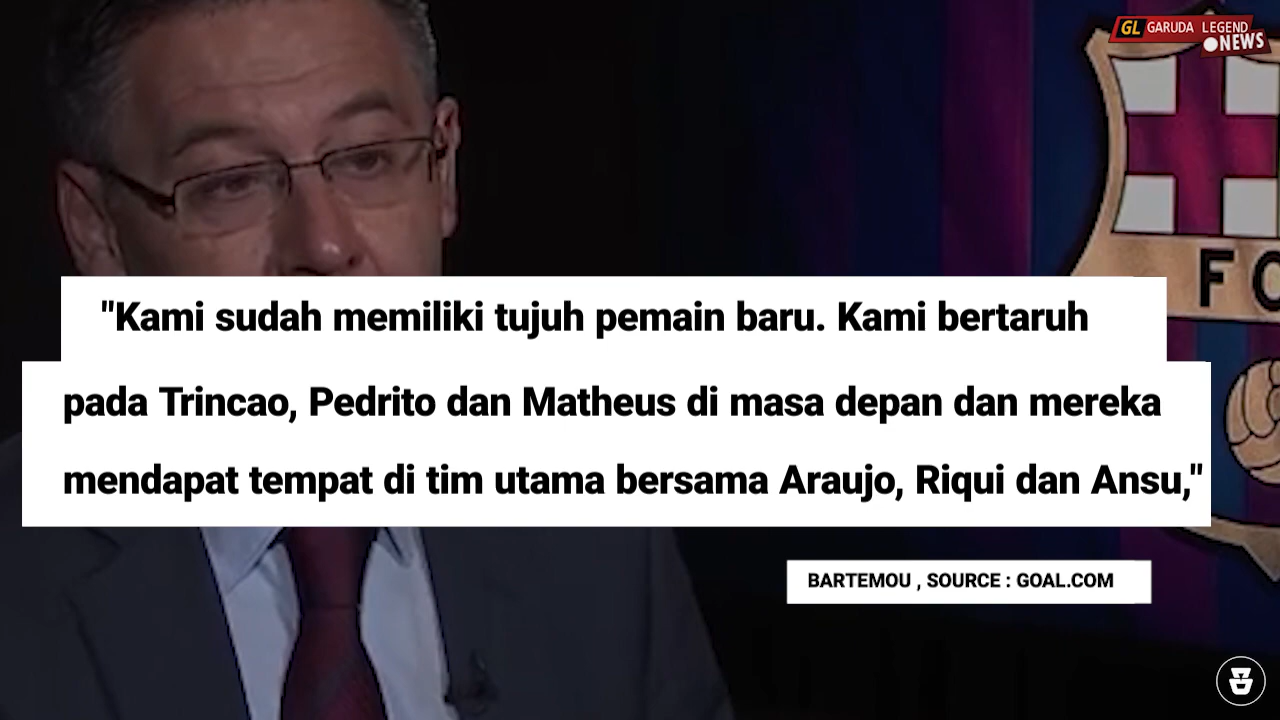 GL GARUDA LEGEND
NEWS
FC
"Kami sudah memiliki tujuh pemain baru. Kami bertaruh
pada Trincao, Pedrito dan Matheus di masa depan dan mereka
mendapat tempat di tim utama bersama Araujo, Riqui dan Ansu,"
BARTEMOU , SOURCE : GOAL.COM